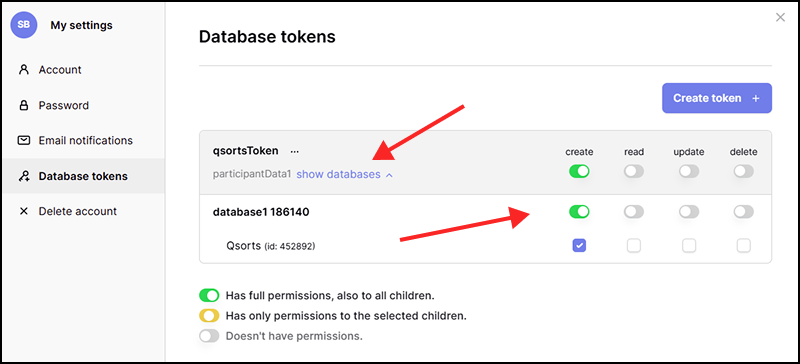 SB My settings
Database tokens
Account
Password
Email notifications
Database tokens
Delete account
Create token +
qsortsToken ... create read update delete
participantData1 show databases
database1 186140
Qsorts (id: 452892)
Has full permissions, also to all children.
Has only permissions to the selected children.
Doesn't have permissions.